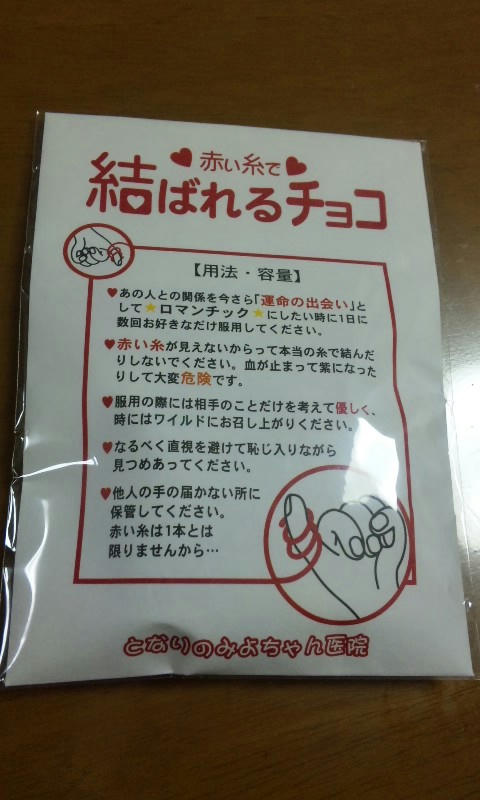 赤い糸で
結ばれるチョコ
【用法・容量】
♥あの人との関係を今さら「運命の出会い」と
して★ロマンチック★にしたい時に1日に
数回お好きなだけ服用してください。
♥赤い糸が見えないからって本当の糸で結んだ
りしないでください。血が止まって紫になった
りして大変危険です。
♥服用の際には相手のことだけを考えて優しく、
時にはワイルドにお召し上がりください。
♥なるべく直視を避けて恥じ入りながら
見つめあってください。
♥他人の手の届かない所に
保管してください。
赤い糸は1本とは
限りませんから…
となりのみよちゃん医院